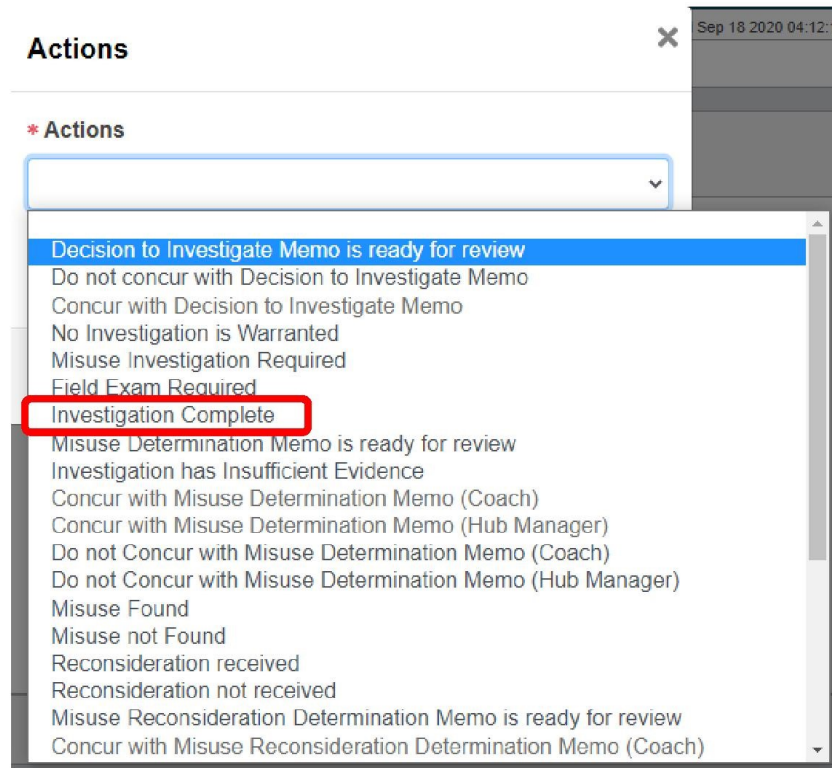 Sep 18 2020 04:12:
Actions
* Actions
Decision to Investigate Memo is ready for review
Do not concur with Decision to Investigate Memo
Concur with Decision to Investigate Memo
No Investigation is Warranted
Misuse Investigation Required
Field Exam Required
Investigation Complete
Misuse Determination Memo is ready for review
Investigation has Insufficient Evidence
Concur with Misuse Determination Memo (Coach)
Concur with Misuse Determination Memo (Hub Manager)
Do not Concur with Misuse Determination Memo (Coach)
Do not Concur with Misuse Determination Memo (Hub Manager)
Misuse Found
Misuse not Found
Reconsideration received
Reconsideration not received
Misuse Reconsideration Determination Memo is ready for review
Concur with Misuse Reconsideration Determination Memo (Coach)